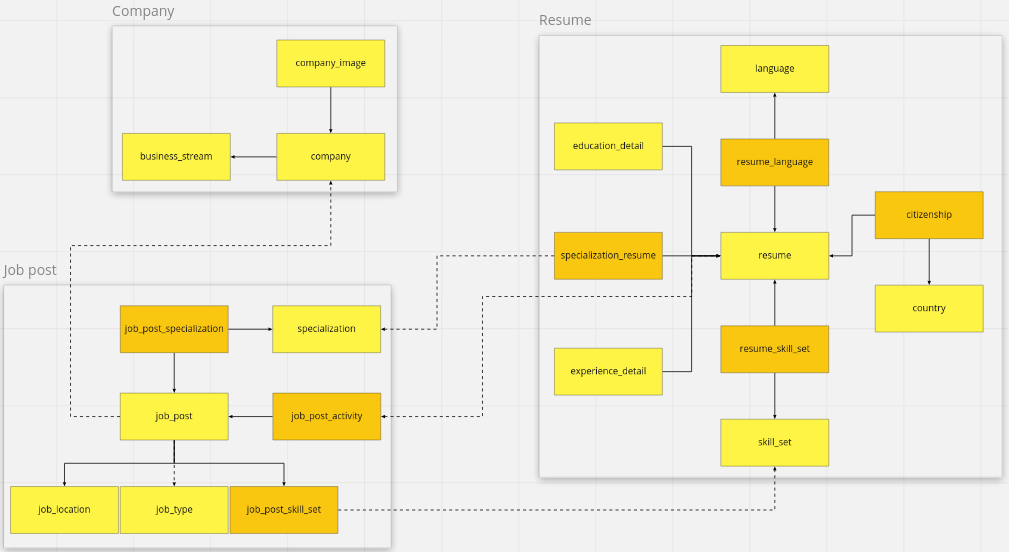 Company
company_image
business_stream
company
Job post
job_post_specialization
specialization
job_post
job_post_activity
job_location
job_type
job_post_skill_set
Resume
language
education_detail
resume_language
citizenship
specialization_resume
resume
country
resume_skill_set
experience_detail
skill_set